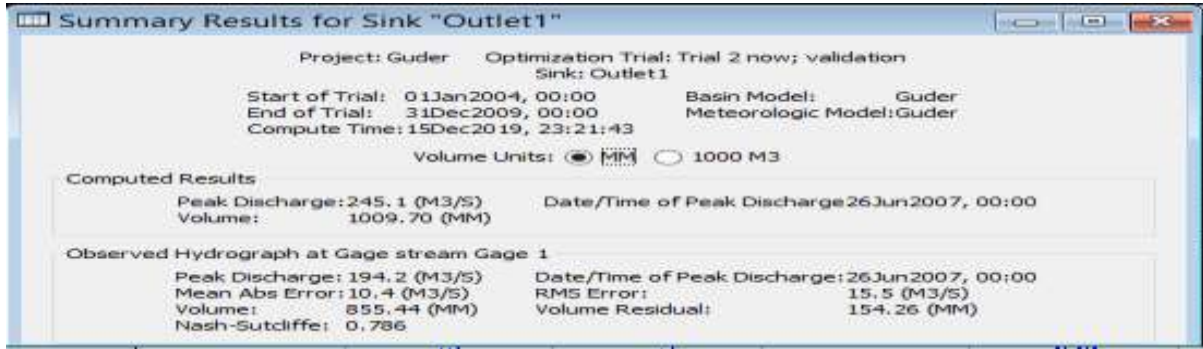 Summary Results for Sink "Outlet1"
Project: Guder Optimization Trial: Trial 2 now; validation
Sink: Outlet1
Start of Trial: 01Jan2004, 00:00 Basin Model: Guder
End of Trial: 31Dec2009, 00:00 Meteorologic Model:Guder
Compute Time:15Dec2019, 23:21:43
Volume Units: MM 1000 M3
Computed Results
Peak Discharge:245.1 (M3/S) Date/Time of Peak Discharge26Jun2007, 00:00
Volume: 1009.70 (MM)
Observed Hydrograph at Gage stream Gage 1
Peak Discharge:194.2 (M3/S) Date/Time of Peak Discharge:26Jun2007, 00:00
Mean Abs Error:10.4 (M3/S) RMS Error: 15.5 (M3/S)
Volume: 855.44 (MM) Volume Residual: 154.26 (MM)
Nash-Sutcliffe: 0.786